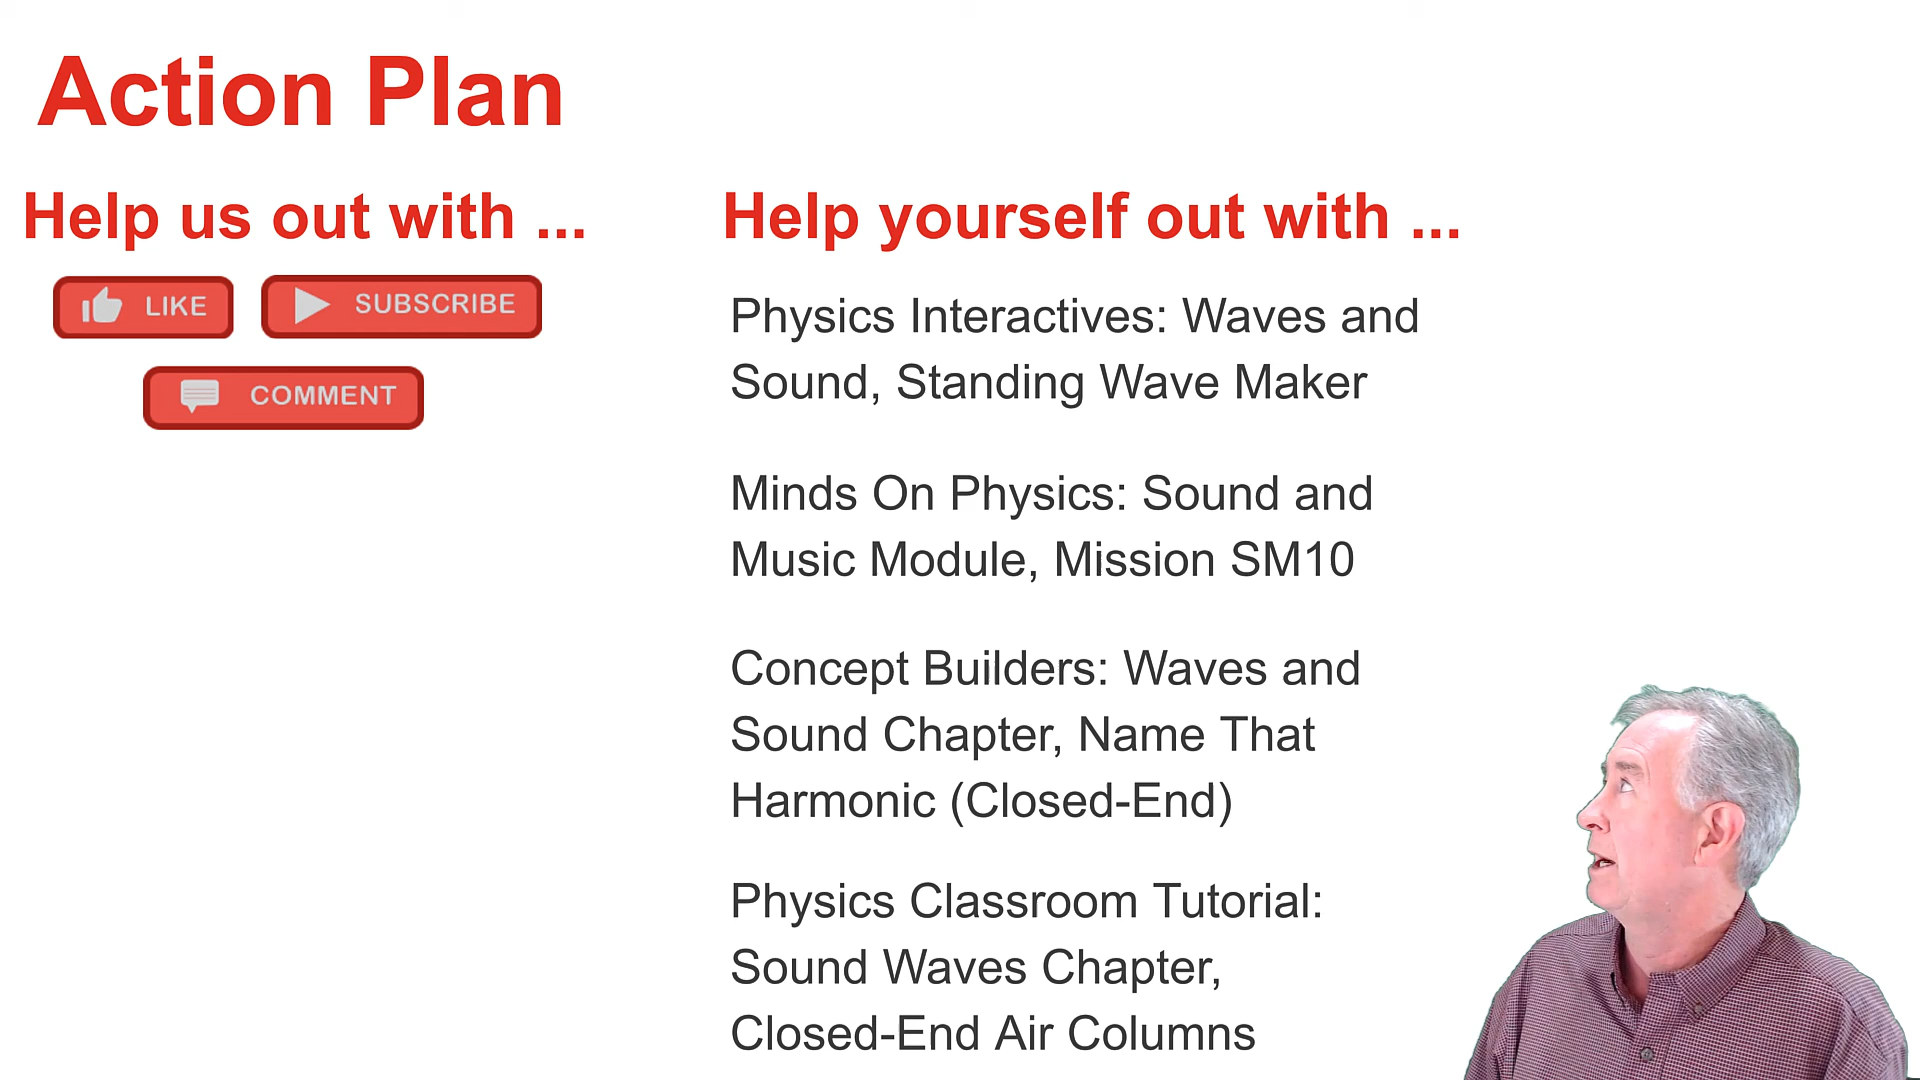 Action Plan
Help us out with ...
LIKE
SUBSCRIBE
COMMENT
Help yourself out with ...
Physics Interactives: Waves and
Sound, Standing Wave Maker
Minds On Physics: Sound and
Music Module, Mission SM10
Concept Builders: Waves and
Sound Chapter, Name That
Harmonic (Closed-End)
Physics Classroom Tutorial:
Sound Waves Chapter,
Closed-End Air Columns